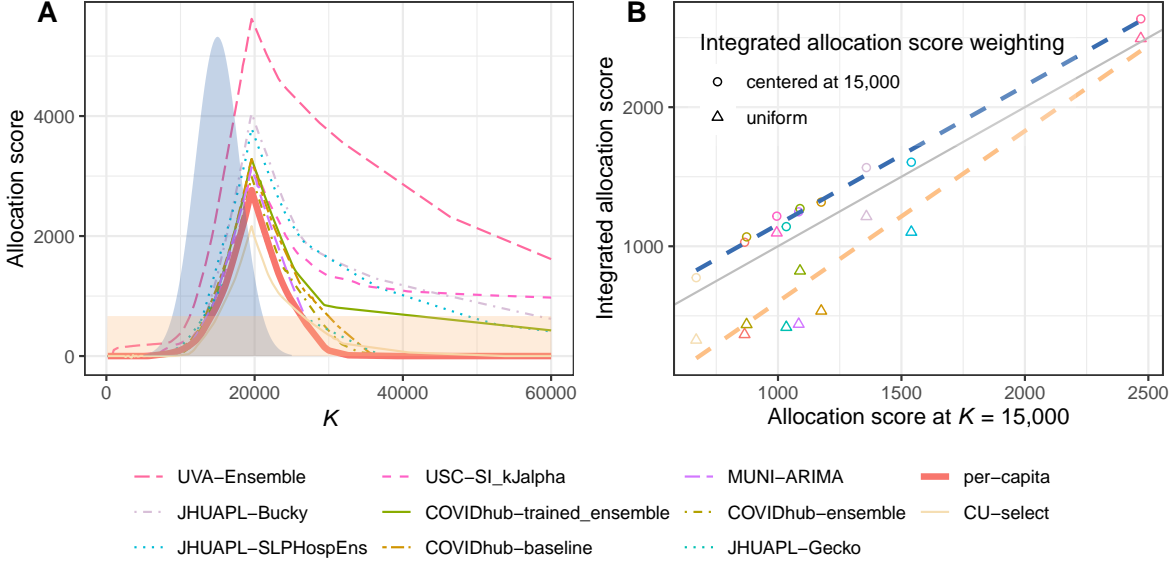 A
Allocation score
4000
2000
0
0
20000
40000
60000
K
B
Integrated allocation score
2000
1000
Integrated allocation score weighting
centered at 15,000
uniform
1000
1500
2000
2500
Allocation score at K = 15,000
UVA−Ensemble
USC−SI_kJalpha
MUNI−ARIMA
per−capita
JHUAPL−Bucky
COVIDhub−trained_ensemble
COVIDhub−ensemble
CU−select
JHUAPL−SLPHospEns
COVIDhub−baseline
JHUAPL−Gecko